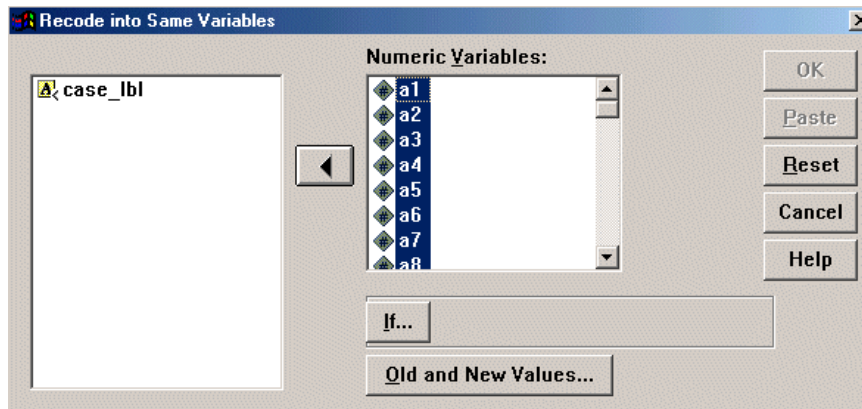 Recode into Same Variables
case_lbl
Numeric Variables:
a1
a2
a3
a4
a5
a6
a7
a8
If...
Old and New Values...
OK
Paste
Reset
Cancel
Help